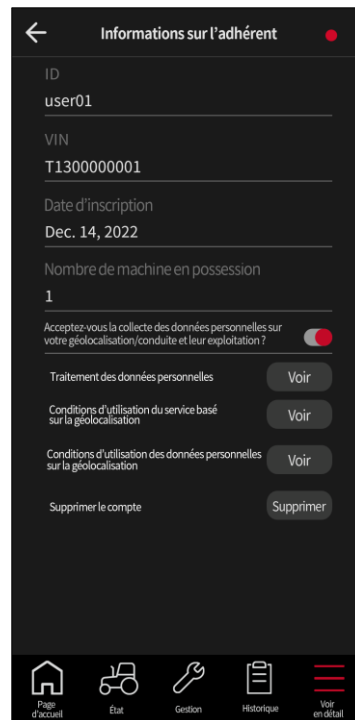 Informations sur l'adhérent
ID
user01
VIN
T1300000001
Date d'inscription
Dec. 14, 2022
Nombre de machine en possession
1
Acceptez-vous la collecte des données personnelles sur
votre géolocalisation/conduite et leur exploitation ?
Traitement des données personnelles
Voir
Conditions d'utilisation du service basé
sur la géolocalisation
Voir
Conditions d'utilisation des données personnelles
sur la géolocalisation
Voir
Supprimer le compte
Supprimer
Page
d'accueil
État
Gestion
Historique
Voir
en détail